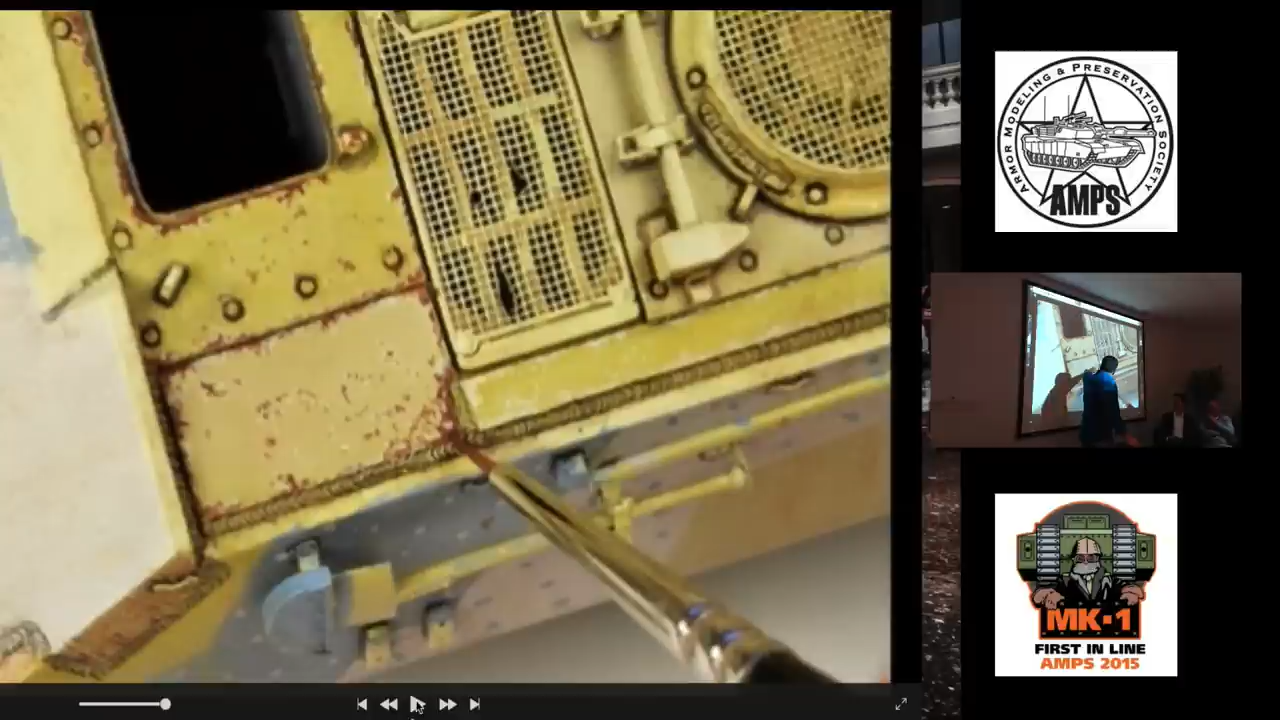 ARMOR MODELING & PRESERVATION SOCIETY
AMPS
MK-1
FIRST IN LINE
AMPS 2015